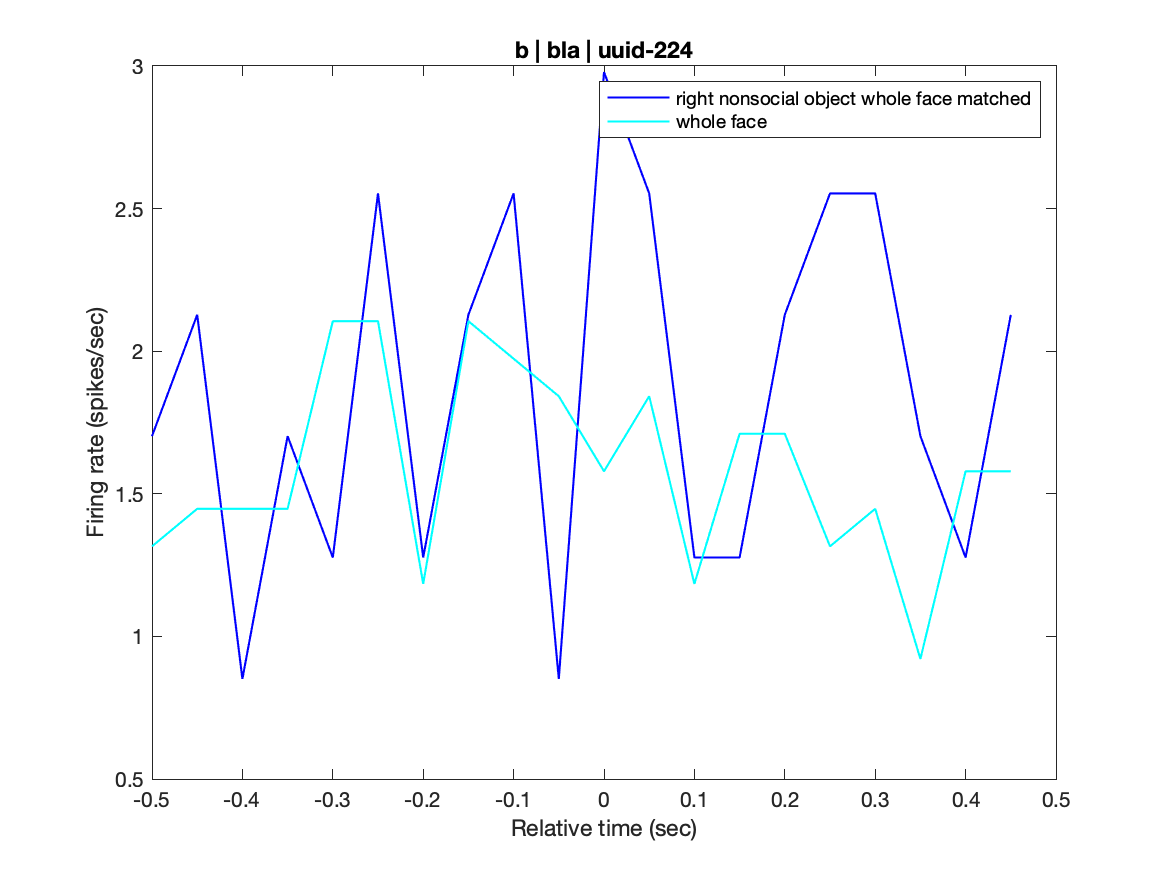 b | bla | uuid-224
right nonsocial object whole face matched
whole face
Firing rate (spikes/sec)
3
2.5
2
1.5
1
0.5
-0.5 -0.4 -0.3 -0.2 -0.1 0 0.1 0.2 0.3 0.4 0.5
Relative time (sec)